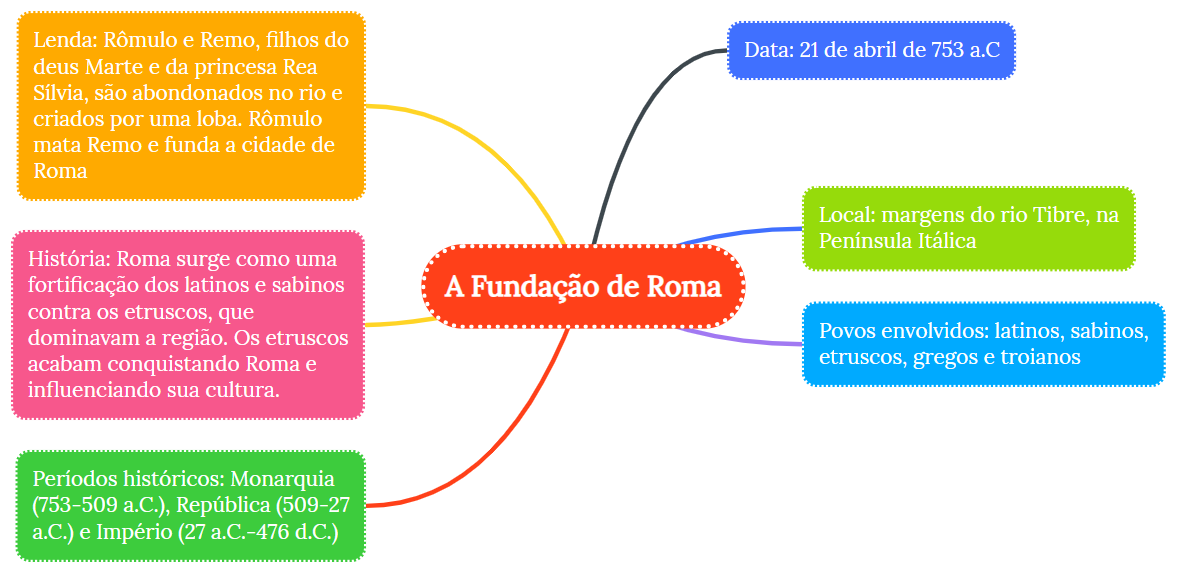 Lenda: Rômulo e Remo, filhos do
deus Marte e da princesa Rea
Sílvia, são abondonados no rio e
criados por uma loba. Rômulo
mata Remo e funda a cidade de
Roma
História: Roma surge como uma
fortificação dos latinos e sabinos
contra os etruscos, que
dominavam a região. Os etruscos
acabam conquistando Roma e
influenciando sua cultura.
Períodos históricos: Monarquia
(753-509 a.C.), República (509-27
a.C.) e Império (27 a.C.-476 d.C.)
A Fundação de Roma
Data: 21 de abril de 753 a.C
Local: margens do rio Tibre, na
Península Itálica
Povos envolvidos: latinos, sabinos,
etruscos, gregos e troianos